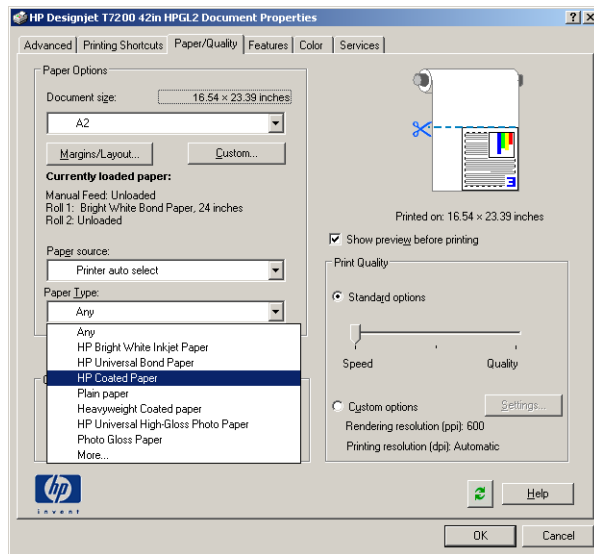 HP Designjet T7200 42in HPGL2 Document Properties
Advanced Printing Shortcuts Paper/Quality Features Color Services
Paper Options
Document size: 16.54 × 23.39 inches
A2
Margins/Layout... Custom...
Currently loaded paper:
Manual Feed: Unloaded
Roll 1: Bright White Bond Paper, 24 inches
Roll 2: Unloaded
Paper source:
Printer auto select
Paper Type:
Any
Any
HP Bright White Inkjet Paper
HP Universal Bond Paper
HP Coated Paper
Plain paper
Heavyweight Coated paper
HP Universal High-Gloss Photo Paper
Photo Gloss Paper
More...
Printed on: 16.54 × 23.39 inches
Show preview before printing
Print Quality
Standard options
Speed Quality
Custom options Settings...
Rendering resolution (ppi): 600
Printing resolution (dpi): Automatic
hp
invent
Help
OK Cancel